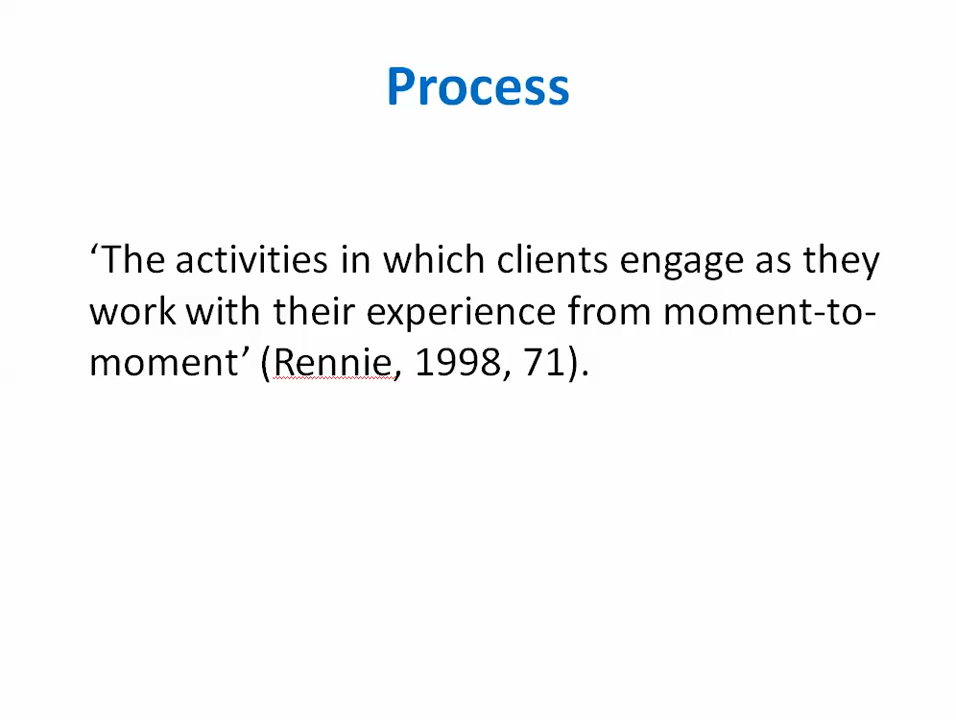 Process
‘The activities in which clients engage as they
work with their experience from moment-to-
moment’ (Rennie, 1998, 71).